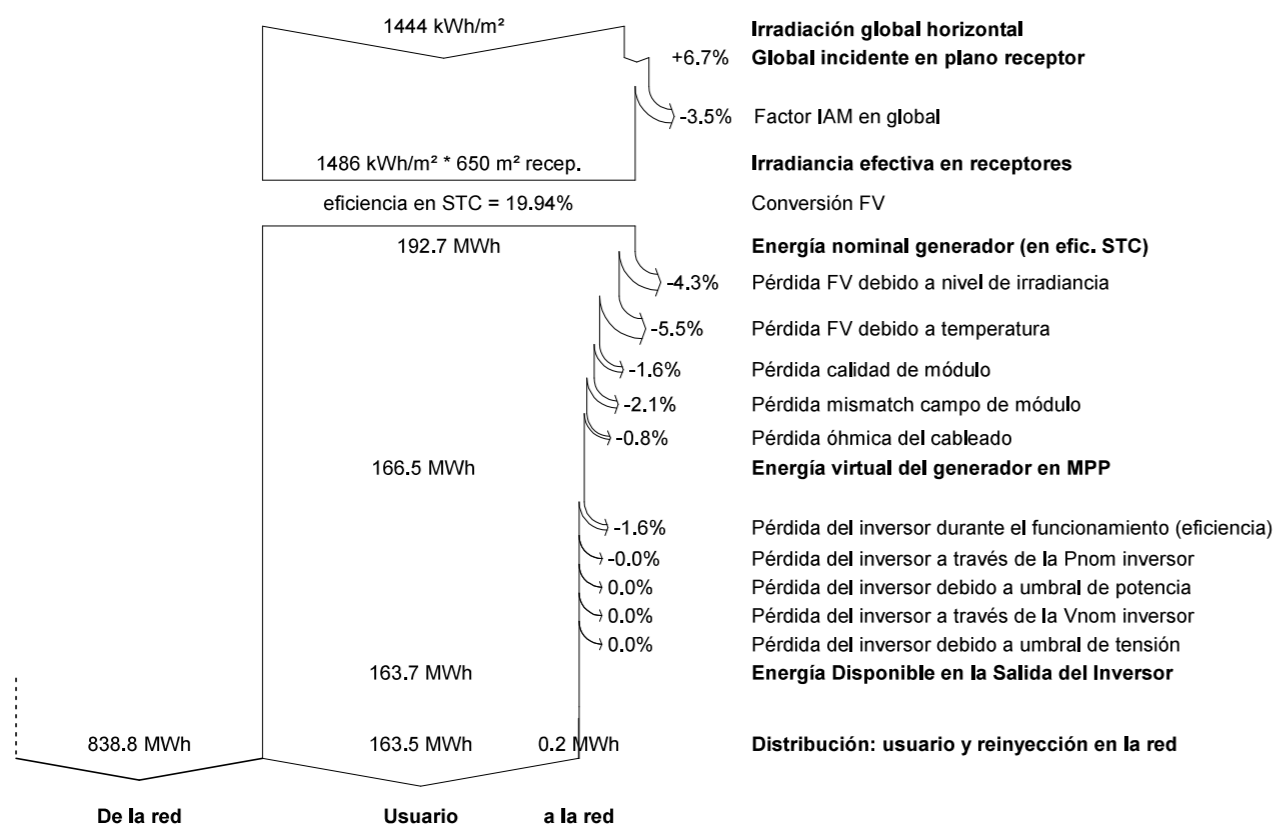 1444 kWh/m² Irradiación global horizontal
+6.7% Global incidente en plano receptor
-3.5% Factor IAM en global
1486 kWh/m² * 650 m² recep. Irradiancia efectiva en receptores
eficiencia en STC = 19.94% Conversión FV
192.7 MWh Energía nominal generador (en efic. STC)
-4.3% Pérdida FV debido a nivel de irradiancia
-5.5% Pérdida FV debido a temperatura
-1.6% Pérdida calidad de módulo
-2.1% Pérdida mismatch campo de módulo
-0.8% Pérdida óhmica del cableado
166.5 MWh Energía virtual del generador en MPP
-1.6% Pérdida del inversor durante el funcionamiento (eficiencia)
-0.0% Pérdida del inversor a través de la Pnom inversor
0.0% Pérdida del inversor debido a umbral de potencia
0.0% Pérdida del inversor a través de la Vnom inversor
0.0% Pérdida del inversor debido a umbral de tensión
163.7 MWh Energía Disponible en la Salida del Inversor
838.8 MWh 163.5 MWh 0.2 MWh Distribución: usuario y reinyección en la red
De la red Usuario a la red